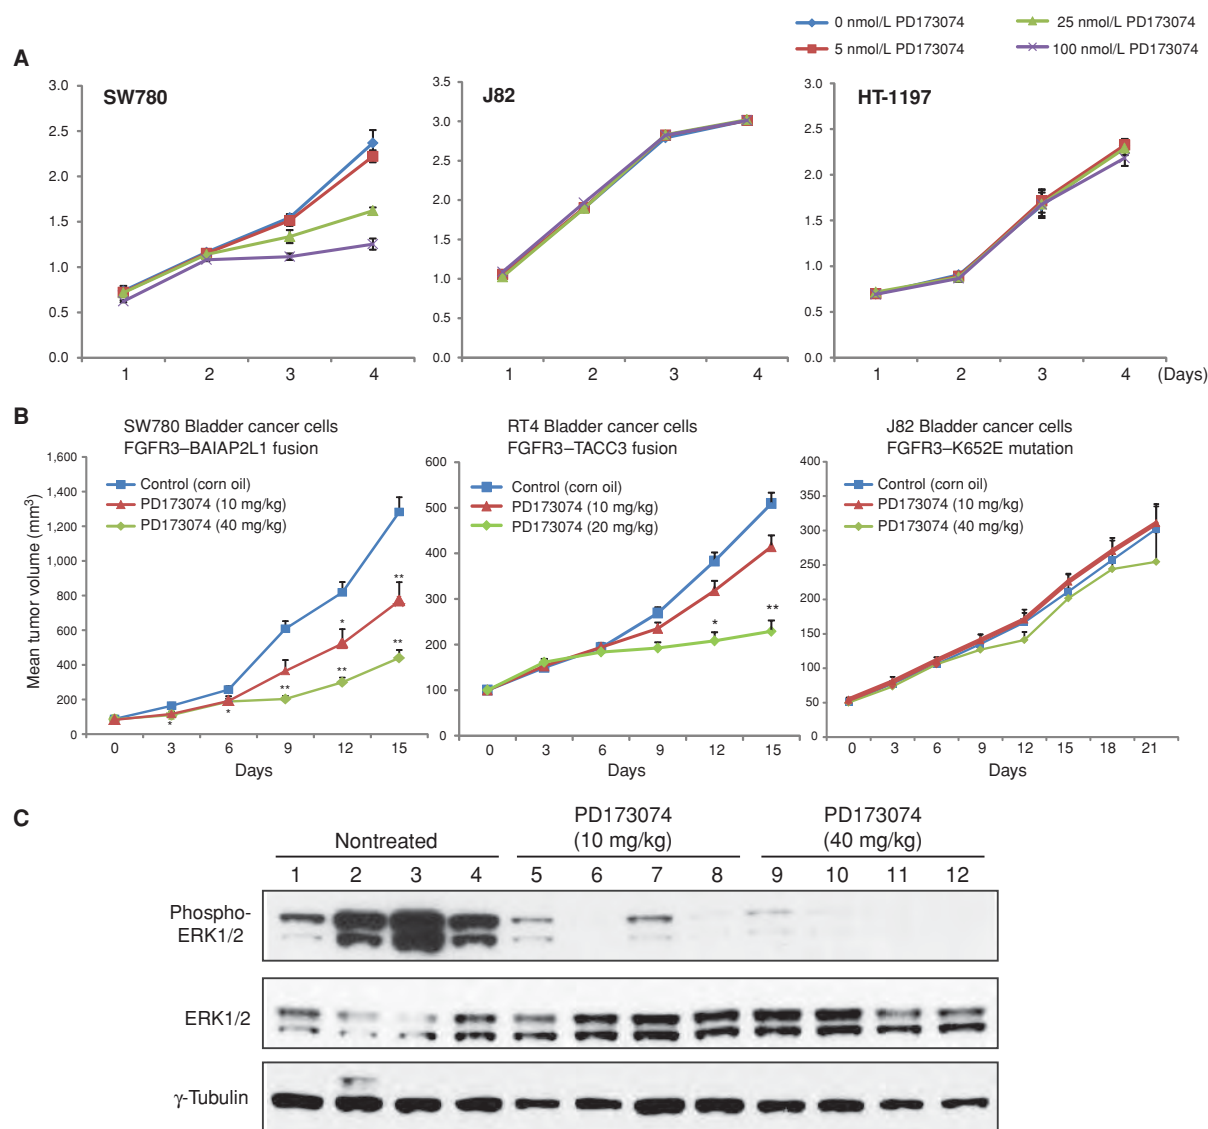 0 nmol/L PD173074
25 nmol/L PD173074
5 nmol/L PD173074
100 nmol/L PD173074
A
SW780
3.0
2.5
2.0
1.5
1.0
0.5
0.0
1 2 3 4
J82
3.5
3.0
2.5
2.0
1.5
1.0
0.5
0.0
1 2 3 4
HT-1197
3.0
2.5
2.0
1.5
1.0
0.5
0.0
1 2 3 4 (Days)
B
SW780 Bladder cancer cells
FGFR3–BAIAP2L1 fusion
Mean tumor volume (mm³)
1,600
1,400
1,200
1,000
800
600
400
200
0
Control (corn oil)
PD173074 (10 mg/kg)
PD173074 (40 mg/kg)
**
*
**
**
**
*
*
0 3 6 9 12 15
Days
RT4 Bladder cancer cells
FGFR3–TACC3 fusion
600
500
400
300
200
100
0
Control (corn oil)
PD173074 (10 mg/kg)
PD173074 (20 mg/kg)
**
*
0 3 6 9 12 15
Days
J82 Bladder cancer cells
FGFR3–K652E mutation
400
350
300
250
200
150
100
50
0
Control (corn oil)
PD173074 (10 mg/kg)
PD173074 (40 mg/kg)
0 3 6 9 12 15 18 21
Days
C
Nontreated
PD173074
(10 mg/kg)
PD173074
(40 mg/kg)
1 2 3 4 5 6 7 8 9 10 11 12
Phospho-
ERK1/2
ERK1/2
γ-Tubulin